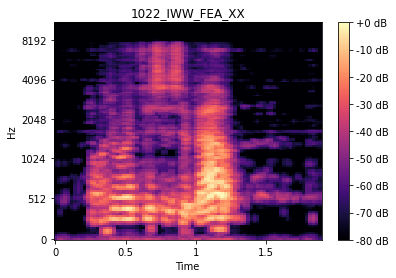 1022_IWW_FEA_XX
+0 dB
8192
-10 dB
4096
-20 dB
-30 dB
2048
Hz
-40 dB
1024
-50 dB
512
-60 dB
-70 dB
0
-80 dB
0
0.5
1
1.5
Time